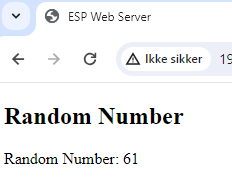 ESP Web Server
Ikke sikker 19
Random Number
Random Number: 61